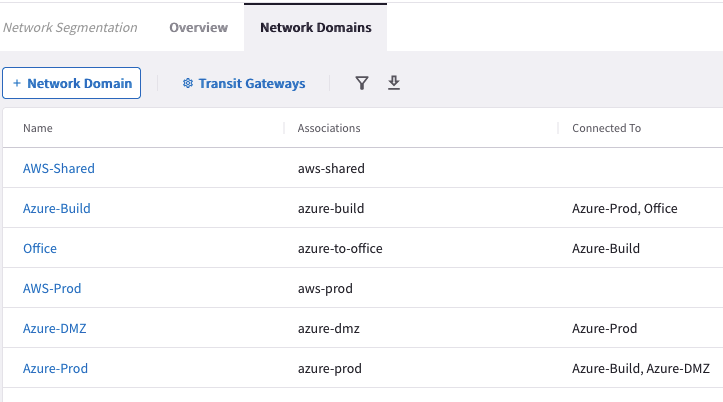 Network Segmentation Overview Network Domains
+ Network Domain Transit Gateways
Name Associations Connected To
AWS-Shared aws-shared
Azure-Build azure-build Azure-Prod, Office
Office azure-to-office Azure-Build
AWS-Prod aws-prod
Azure-DMZ azure-dmz Azure-Prod
Azure-Prod azure-prod Azure-Build, Azure-DMZ